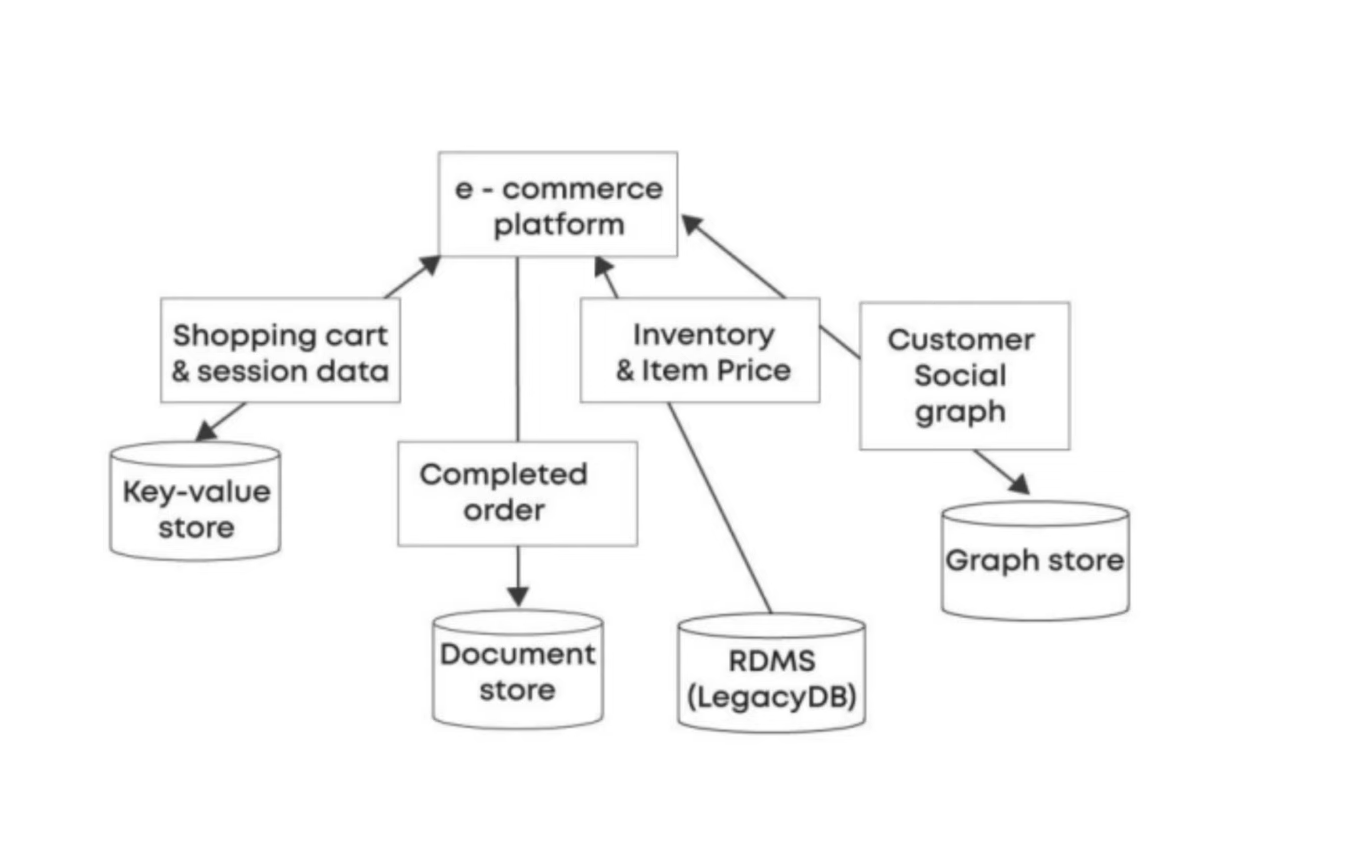 e - commerce
platform
Shopping cart
& session data
Inventory
& Item Price
Customer
Social
graph
Key-value
store
Completed
order
Graph store
Document
store
RDMS
(LegacyDB)